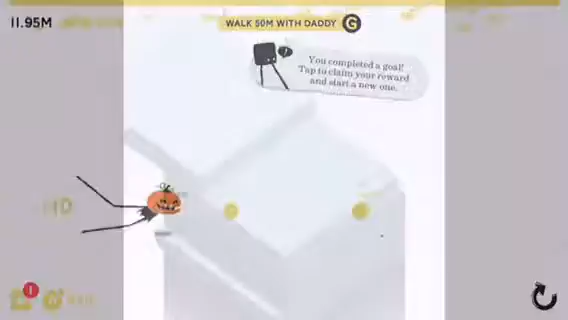 11.95M
WALK 50M WITH DADDY G
You completed a goal!
Tap to claim your reward
and start a new one.